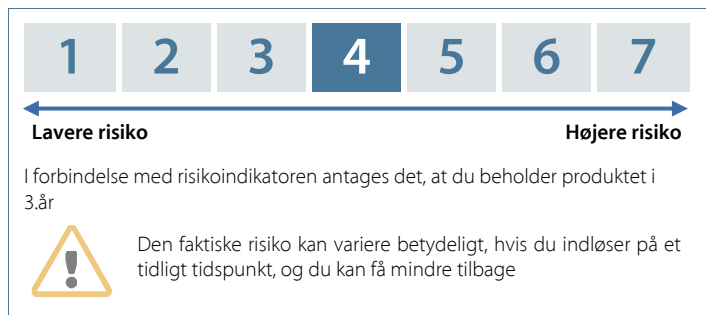 1 2 3 4 5 6 7
Lavere risiko Højere risiko
I forbindelse med risikoindikatoren antages det, at du beholder produktet i
3.år
Den faktiske risiko kan variere betydeligt, hvis du indløser på et
tidligt tidspunkt, og du kan få mindre tilbage